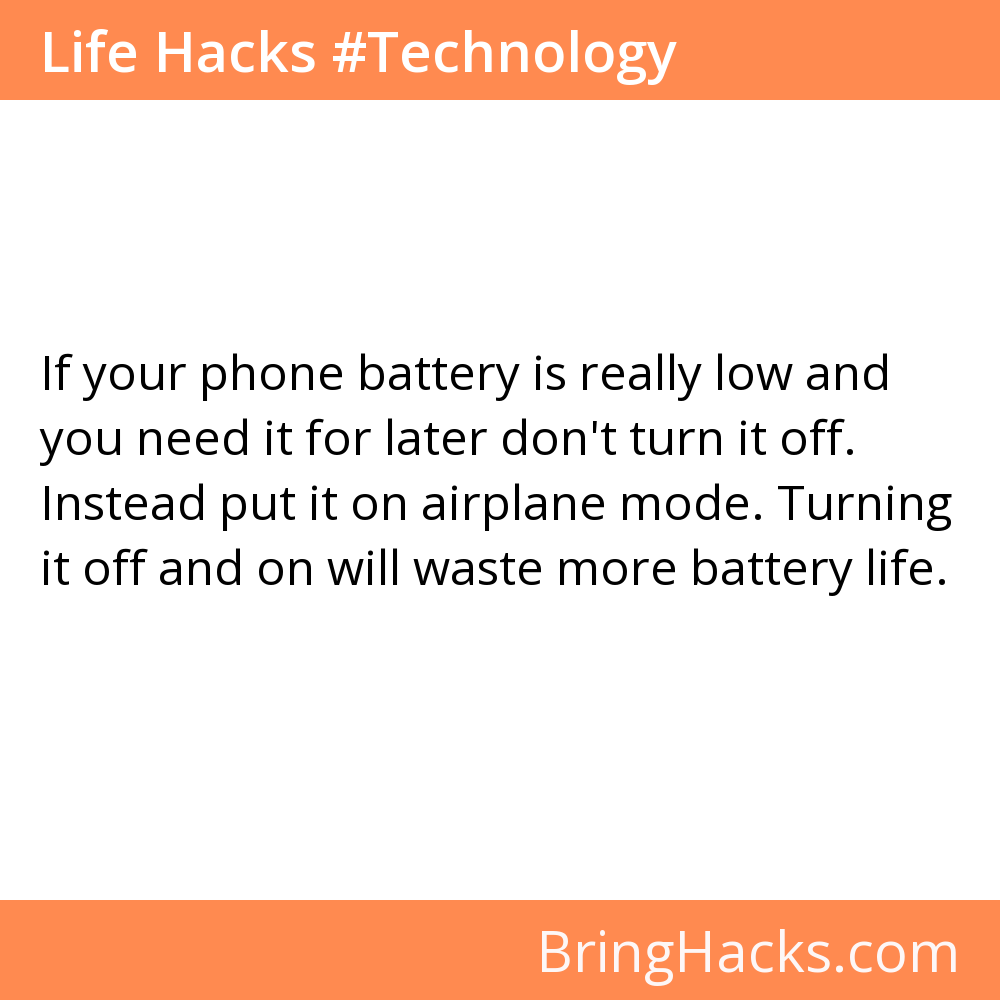 Life Hacks #Technology
If your phone battery is really low and
you need it for later don't turn it off.
Instead put it on airplane mode. Turning
it off and on will waste more battery life.
BringHacks.com